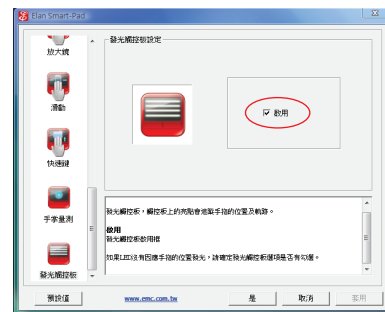 Elan Smart-Pad
放大鏡
滑動
快速鍵
手掌量測
發光觸控板
發光觸控板設定
啟用
發光觸控板，觸控板上的亮點會追蹤手指的位置及軌跡。
啟用
發光觸控板啟用框
如果LED沒有因應手指的位置發光，請確定發光觸控板選項是否有勾選。
預設值
www.emc.com.tw
是
取消
套用